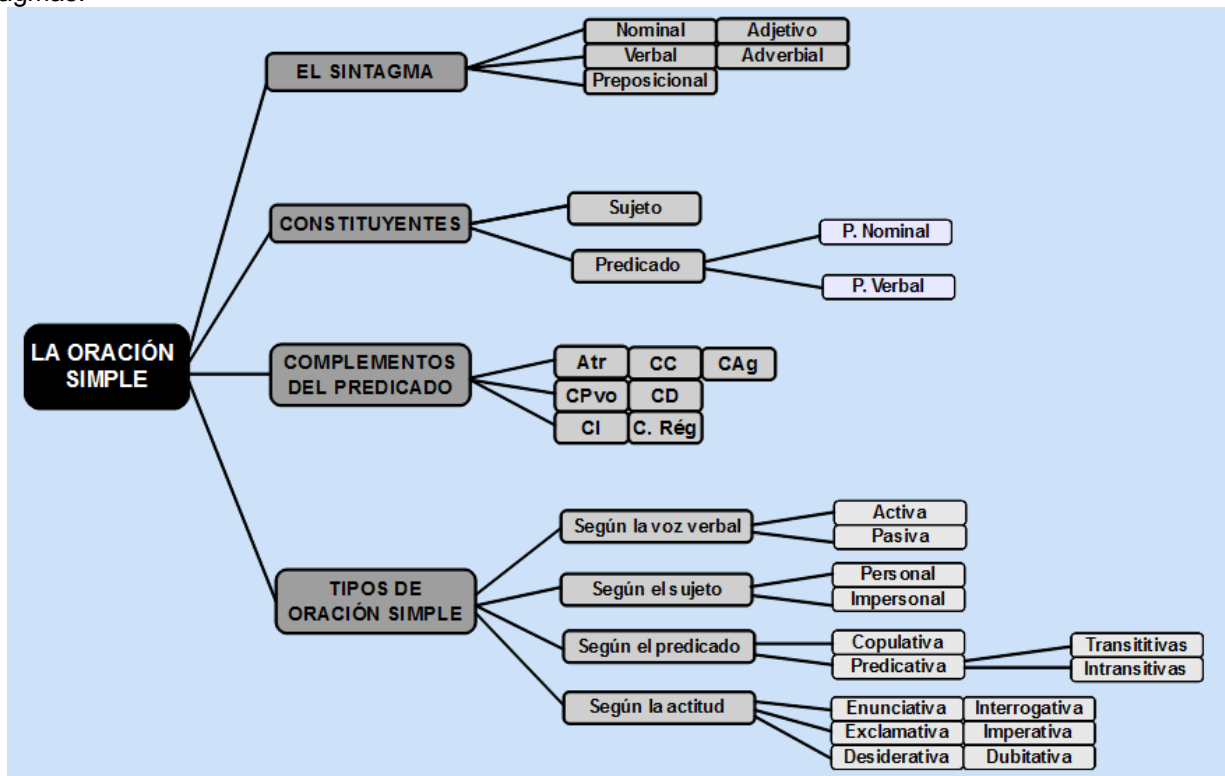 agmas.
Nominal Adjetivo
Verbal Adverbial
Preposicional
EL SINTAGMA
CONSTITUYENTES
Sujeto
Predicado
P. Nominal
P. Verbal
LA ORACIÓN
SIMPLE
COMPLEMENTOS
DEL PREDICADO
Atr CC CAg
CPvo CD
CI C. Rég
TIPOS DE
ORACIÓN SIMPLE
Según la voz verbal
Activa
Pasiva
Según el sujeto
Personal
Impersonal
Según el predicado
Copulativa
Predicativa
Transititivas
Intransitivas
Según la actitud
Enunciativa Interrogativa
Exclamativa Imperativa
Desiderativa Dubitativa